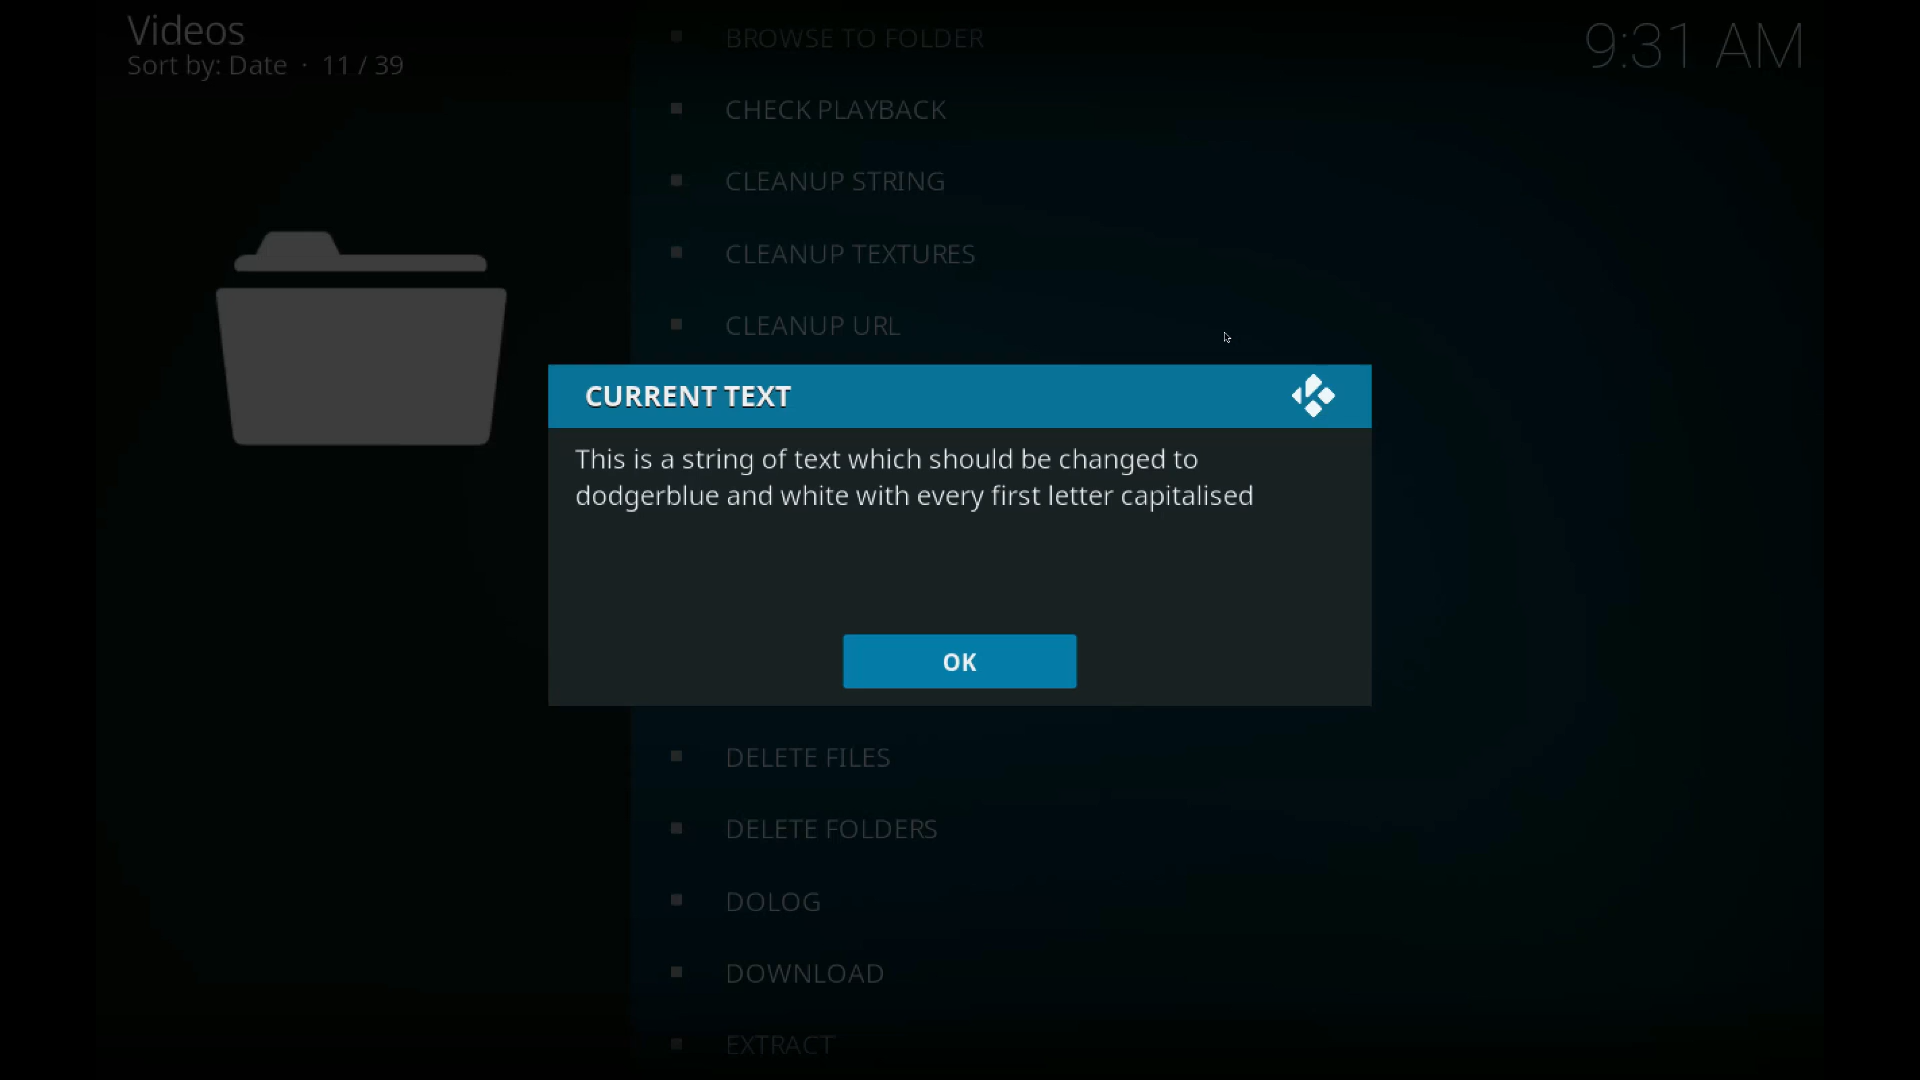 Videos
Sort by: Date · 11 / 39
9:31 AM
BROWSE TO FOLDER
CHECK PLAYBACK
CLEANUP STRING
CLEANUP TEXTURES
CLEANUP URL
CURRENT TEXT
This is a string of text which should be changed to
dodgerblue and white with every first letter capitalised
OK
DELETE FILES
DELETE FOLDERS
DOLOG
DOWNLOAD
EXTRACT